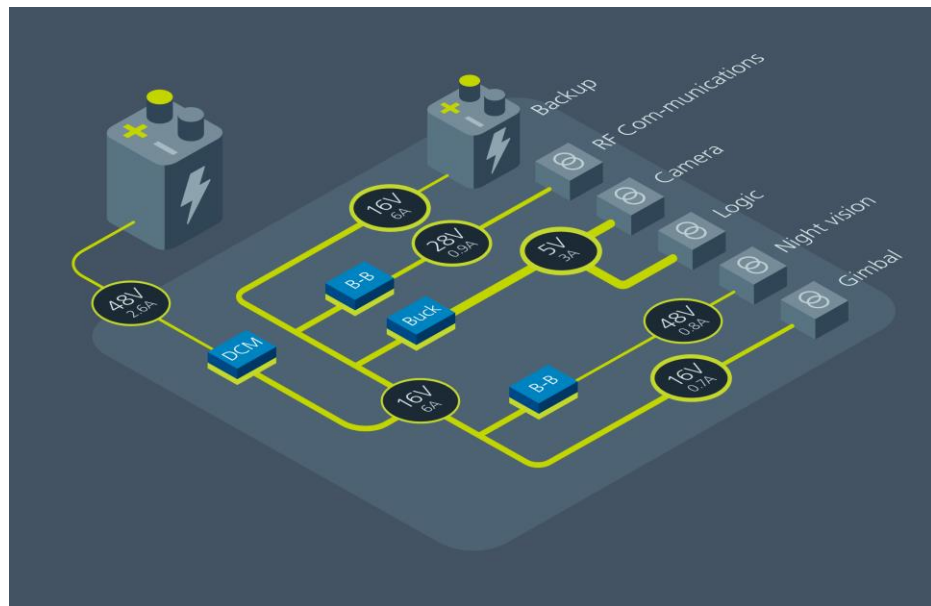 Backup
RF Com-munications
Camera
Logic
Night vision
Gimbal
16V
6A
28V
0.9A
5V
3A
48V
2.6A
B-B
Buck
48V
0.8A
DCM
16V
6A
B-B
16V
0.7A